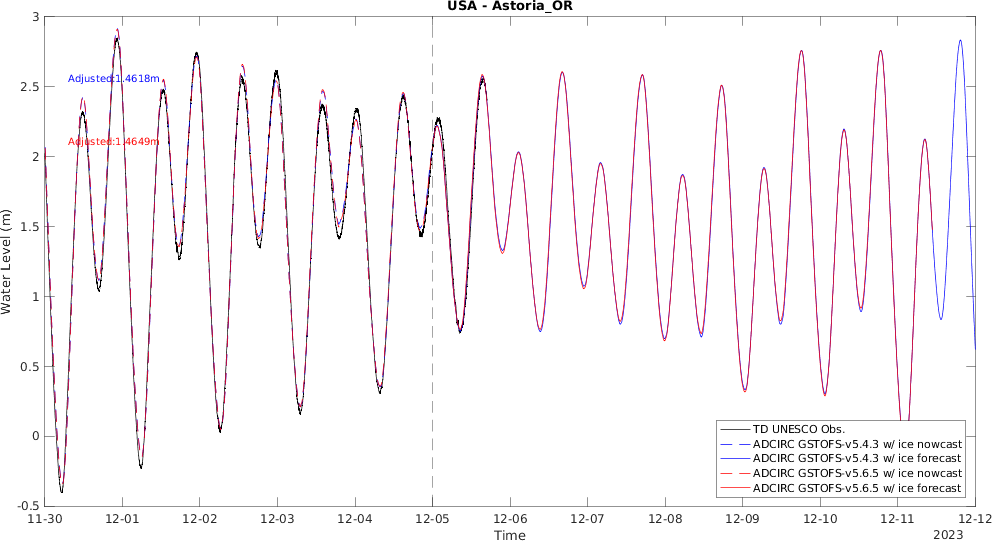 USA - Astoria_OR
Adjusted:1.4618m
Adjusted:1.4649m
Water Level (m)
3
2.5
2
1.5
1
0.5
0
-0.5
11-30 12-01 12-02 12-03 12-04 12-05 12-06 12-07 12-08 12-09 12-10 12-11 12-12
Time
2023
TD UNESCO Obs.
ADCIRC GSTOFS-v5.4.3 w/ ice nowcast
ADCIRC GSTOFS-v5.4.3 w/ ice forecast
ADCIRC GSTOFS-v5.6.5 w/ ice nowcast
ADCIRC GSTOFS-v5.6.5 w/ ice forecast